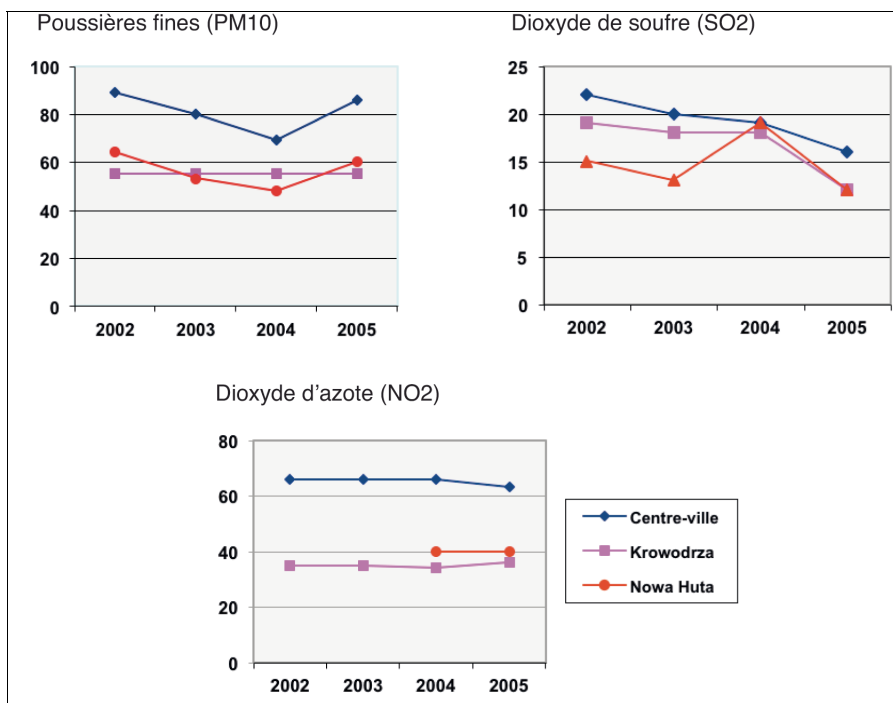 Poussières fines (PM10)
100
80
60
40
20
0
2002 2003 2004 2005
Dioxyde de soufre (SO2)
25
20
15
10
5
0
2002 2003 2004 2005
Dioxyde d'azote (NO2)
80
60
40
20
0
2002 2003 2004 2005
Centre-ville
Krowodrza
Nowa Huta